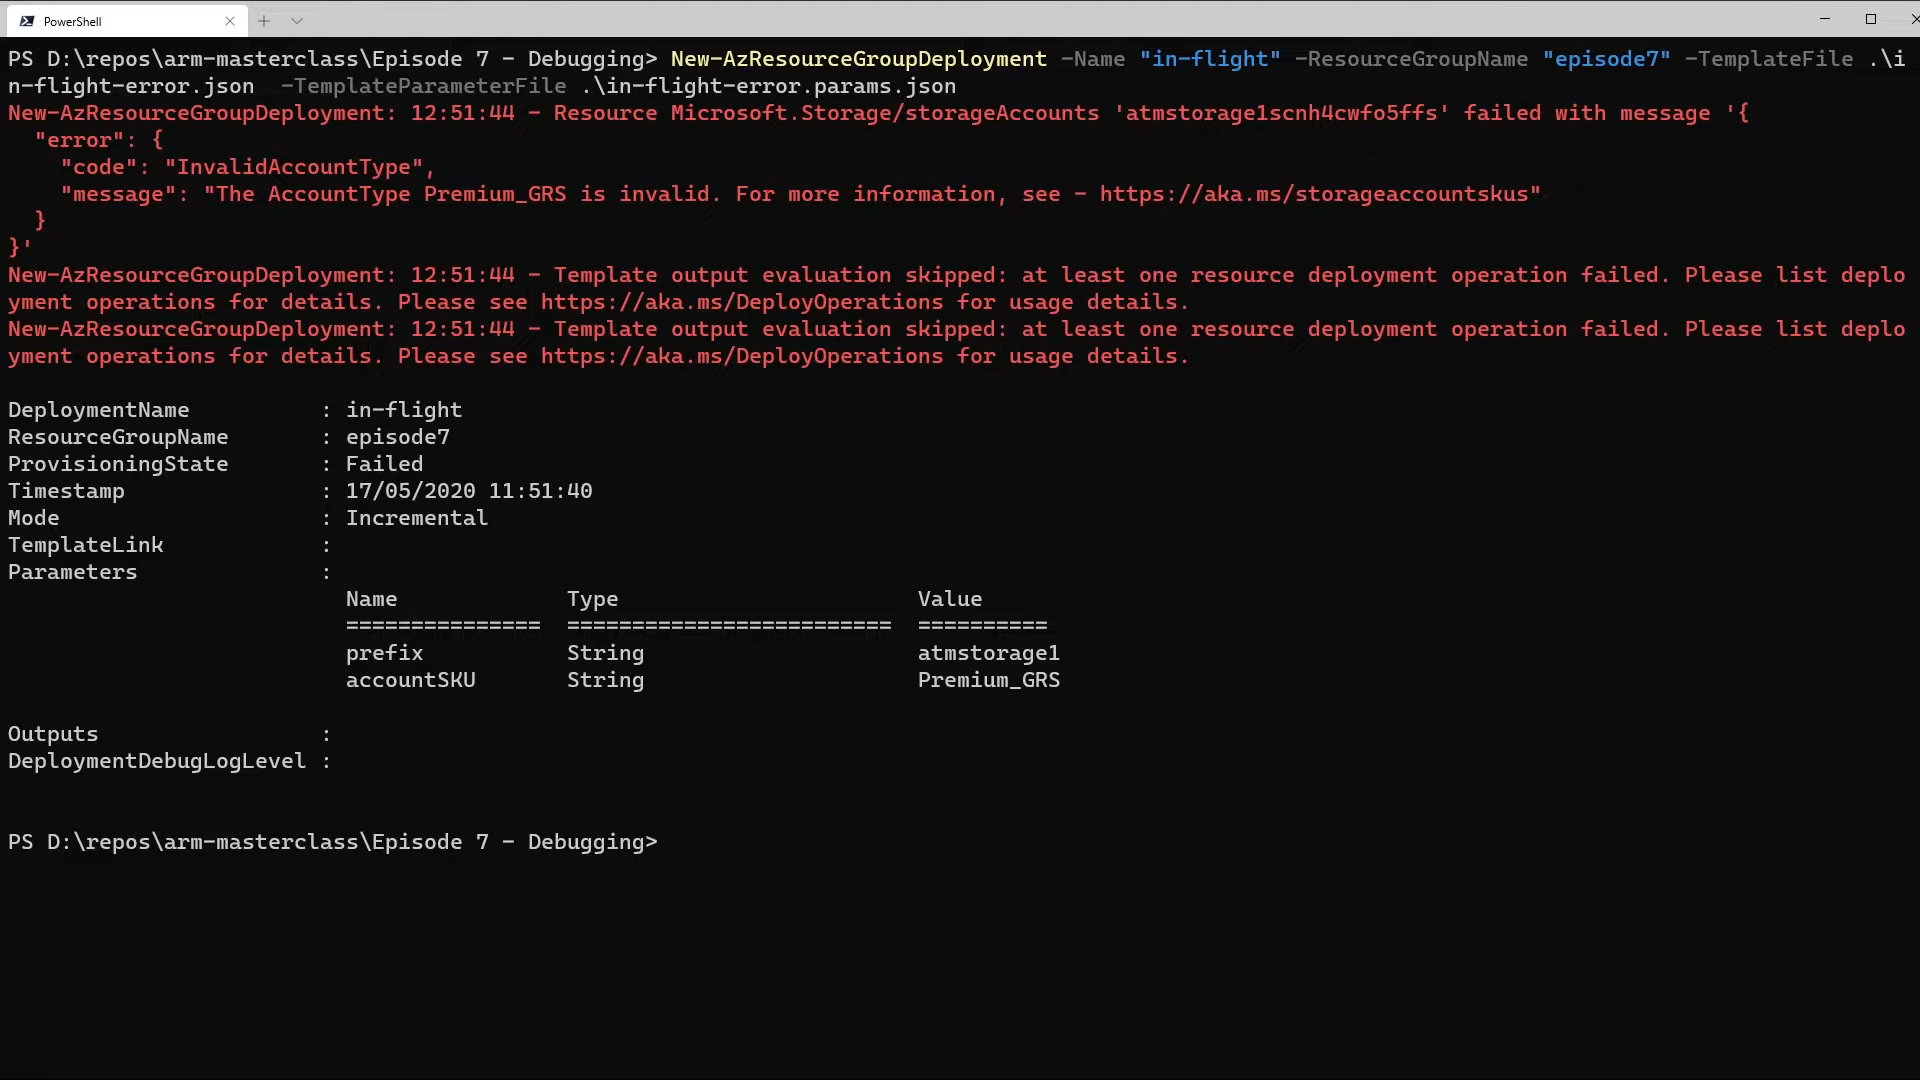 PowerShell
PS D:\repos\arm-masterclass\Episode 7 - Debugging> New-AzResourceGroupDeployment -Name "in-flight" -ResourceGroupName "episode7" -TemplateFile .\i
n-flight-error.json  -TemplateParameterFile .\in-flight-error.params.json
New-AzResourceGroupDeployment: 12:51:44 - Resource Microsoft.Storage/storageAccounts 'atmstorage1scnh4cwfo5ffs' failed with message '{
  "error": {
    "code": "InvalidAccountType",
    "message": "The AccountType Premium_GRS is invalid. For more information, see - https://aka.ms/storageaccountskus"
  }
}'
New-AzResourceGroupDeployment: 12:51:44 - Template output evaluation skipped: at least one resource deployment operation failed. Please list deplo
yment operations for details. Please see https://aka.ms/DeployOperations for usage details.
New-AzResourceGroupDeployment: 12:51:44 - Template output evaluation skipped: at least one resource deployment operation failed. Please list deplo
yment operations for details. Please see https://aka.ms/DeployOperations for usage details.
DeploymentName          : in-flight
ResourceGroupName       : episode7
ProvisioningState       : Failed
Timestamp               : 17/05/2020 11:51:40
Mode                    : Incremental
TemplateLink            :
Parameters              :
                          Name             Type                       Value
                          ===============  =========================  ==========
                          prefix           String                     atmstorage1
                          accountSKU       String                     Premium_GRS
Outputs                 :
DeploymentDebugLogLevel :
PS D:\repos\arm-masterclass\Episode 7 - Debugging>